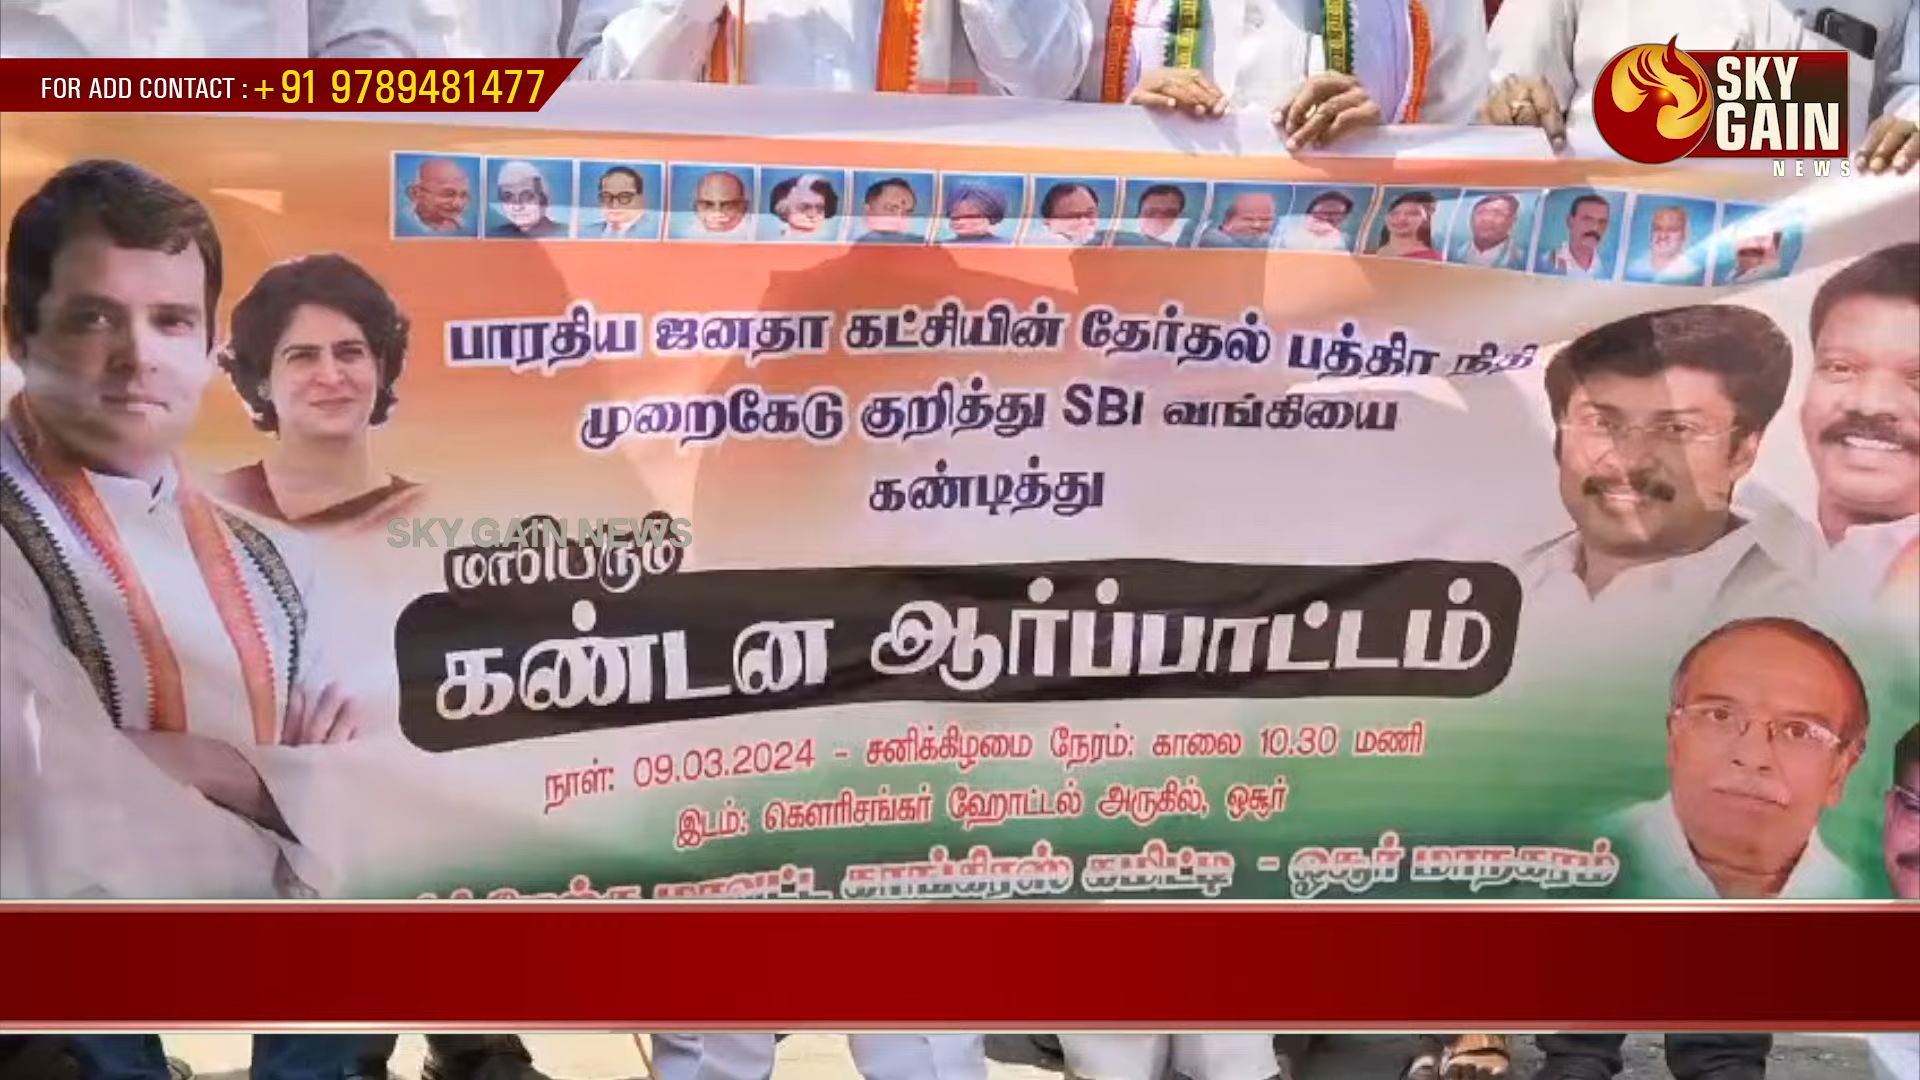 FOR ADD CONTACT : +91 9789481477
SKY
GAIN
NEWS
பாரதிய ஜனதா கட்சியின் தேர்தல் பத்திர நிதி
முறைகேடு குறித்து SBI வங்கியை
கண்டித்து
SKY GAIN NEWS
மாபெரும்
கண்டன ஆர்ப்பாட்டம்
நாள்: 09.03.2024 - சனிக்கிழமை நேரம்: காலை 10.30 மணி
இடம்: கௌரிசங்கர் ஹோட்டல் அருகில், ஒசூர்
மாவட்ட காங்கிரஸ் கமிட்டி - ஓசூர் மாநகரம்